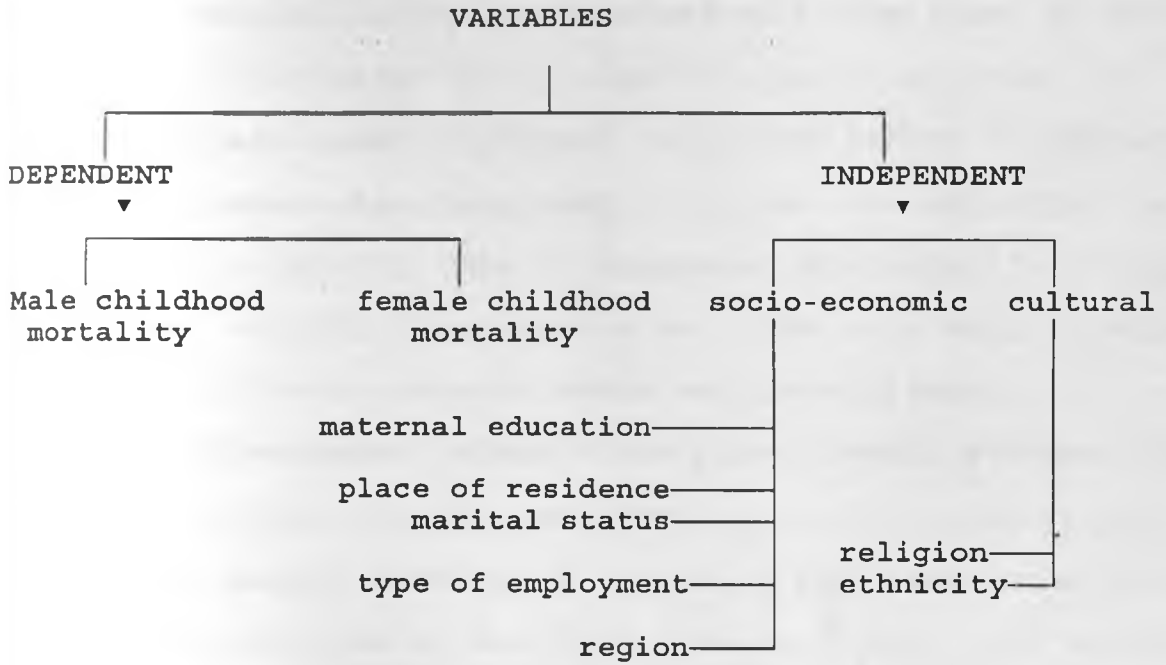 VARIABLES
DEPENDENT
INDEPENDENT
Male childhood
mortality
female childhood
mortality
socio-economic
cultural
maternal education
place of residence
marital status
type of employment
region
religion
ethnicity